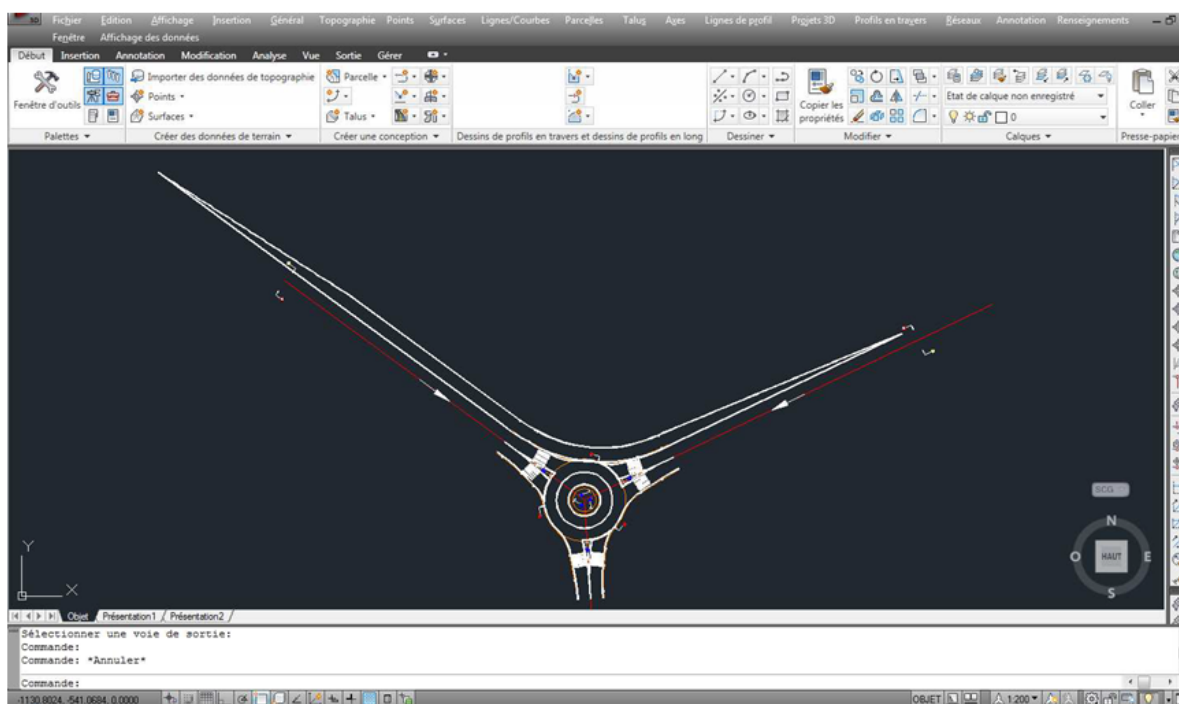 3D Fichier Edition Affichage Insertion Général Topographie Points Surfaces Lignes/Courbes Parcelles Talus Axes Lignes de profil Projets 3D Profils en travers Réseaux Annotation Renseignements
Fenêtre Affichage des données
Début Insertion Annotation Modification Analyse Vue Sortie Gérer
Importer des données de topographie Parcelle
Fenêtre d'outils Points Copier les propriétés Etat de calque non enregistré Coller
Surfaces Talus 0
Palettes Créer des données de terrain Créer une conception Dessins de profils en travers et dessins de profils en long Dessiner Modifier Calques Presse-papier
SCG
N
O HAUT E
S
Y
X
Objet Présentation1 Présentation2
Sélectionner une voie de sortie:
Commande:
Commande: *Annuler*
Commande:
-1130.8024, -541.0684, 0.0000 OBJET 1:200